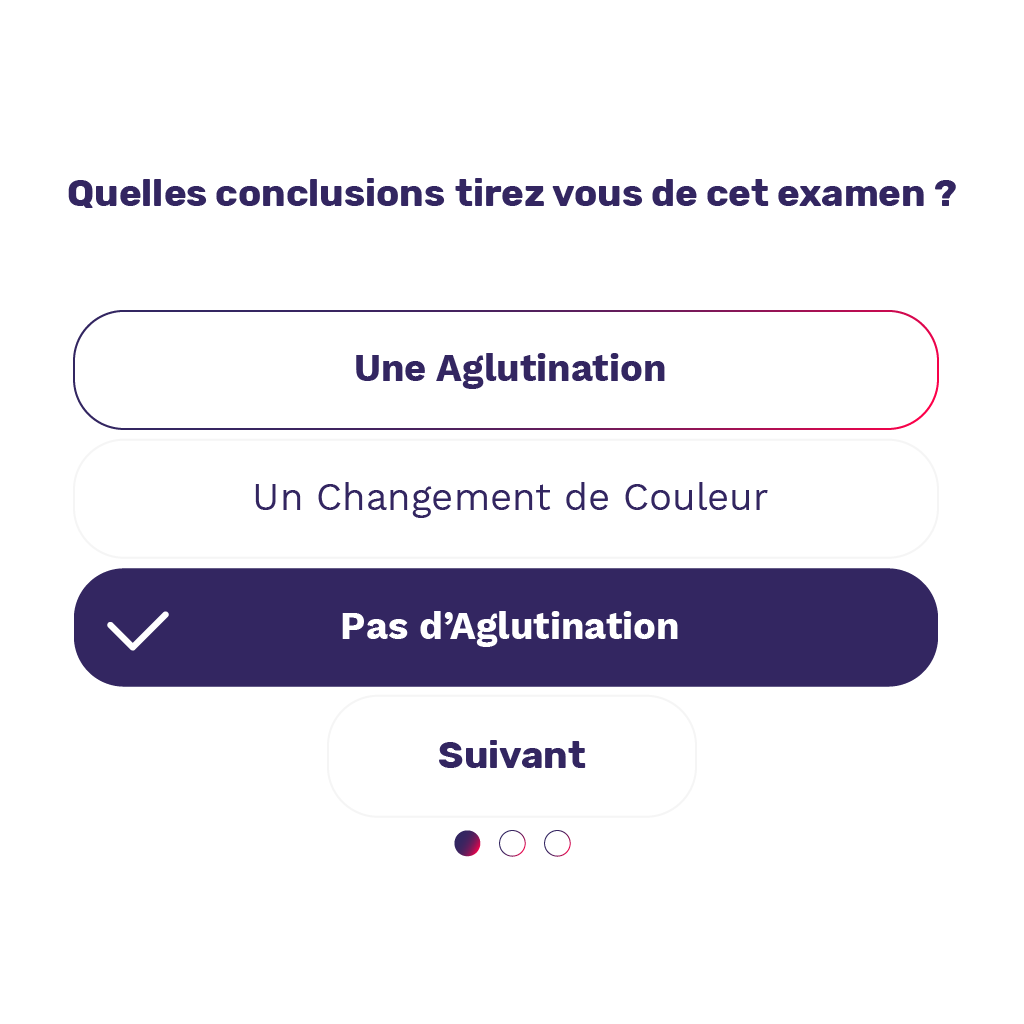 Quelles conclusions tirez vous de cet examen ?
Une Aglutination
Un Changement de Couleur
Pas d’Aglutination
Suivant